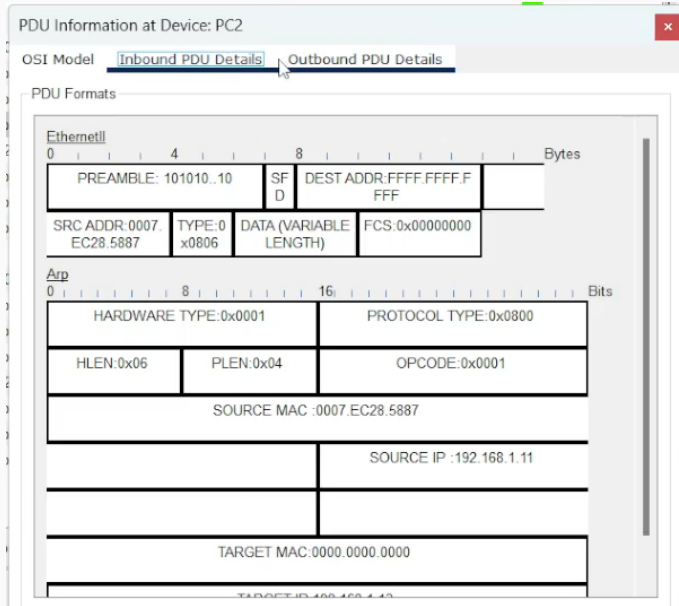 PDU Information at Device: PC2
OSI Model Inbound PDU Details Outbound PDU Details
PDU Formats
EthernetII
0 4 8 Bytes
PREAMBLE: 101010..10 SF DEST ADDR:FFFF.FFFF.F
D FFF
SRC ADDR:0007. TYPE:0 DATA (VARIABLE FCS:0x00000000
EC28.5887 x0806 LENGTH)
Arp
0 8 16 Bits
HARDWARE TYPE:0x0001 PROTOCOL TYPE:0x0800
HLEN:0x06 PLEN:0x04 OPCODE:0x0001
SOURCE MAC :0007.EC28.5887
SOURCE IP :192.168.1.11
TARGET MAC:0000.0000.0000
TARGET IP